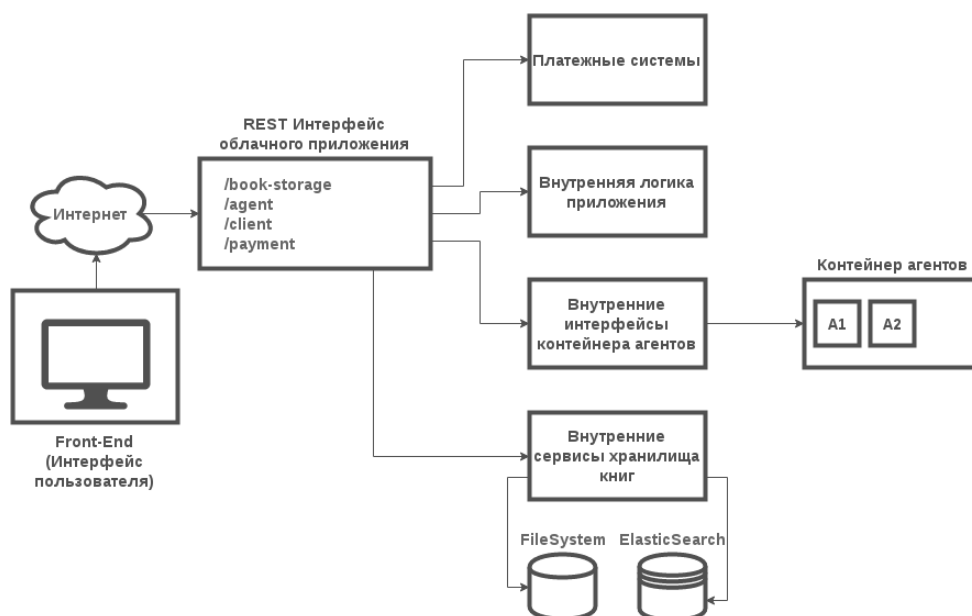 Платежные системы
REST Интерфейс
облачного приложения
/book-storage
/agent
/client
/payment
Внутренняя логика
приложения
Интернет
Контейнер агентов
Внутренние
интерфейсы
контейнера агентов
A1
A2
Front-End
(Интерфейс
пользователя)
Внутренние
сервисы хранилища
книг
FileSystem
ElasticSearch